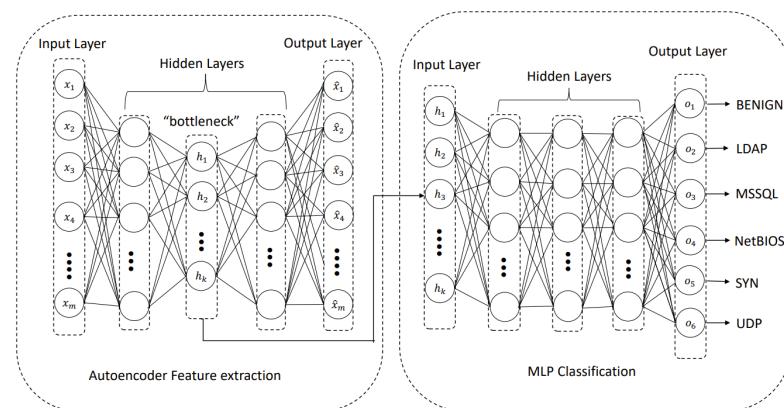 Input Layer
Output Layer
Hidden Layers
"bottleneck"
x₁
x₂
x₃
x₄
xₘ
h₁
h₂
hₖ
x̂₁
x̂₂
x̂₃
x̂₄
x̂ₘ
Autoencoder Feature extraction
Input Layer
Hidden Layers
Output Layer
h₁
h₂
h₃
hₖ
o₁
o₂
o₃
o₄
o₅
o₆
BENIGN
LDAP
MSSQL
NetBIOS
SYN
UDP
MLP Classification